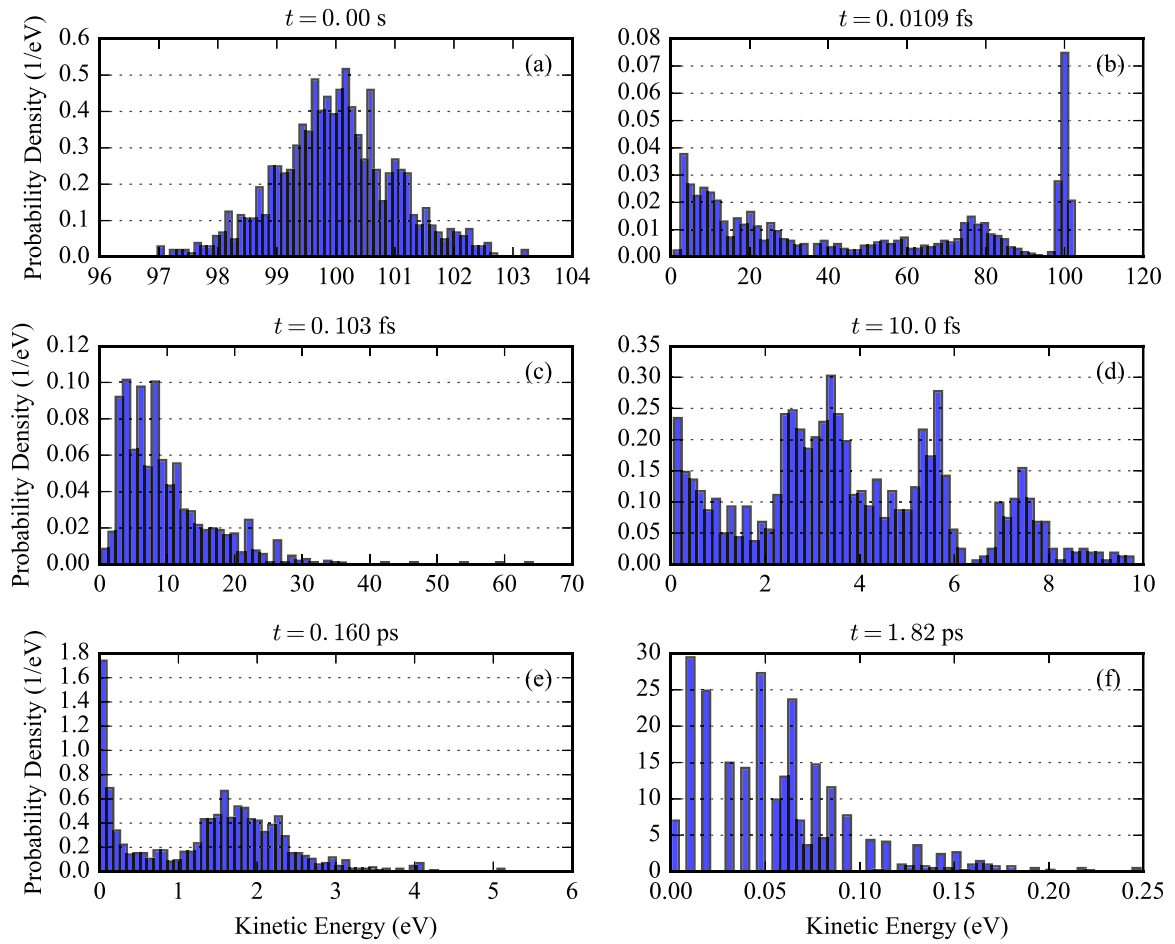 t = 0.00 s
t = 0.0109 fs
Probability Density (1/eV)
0.6
0.5
0.4
0.3
0.2
0.1
0.0
(a)
96 97 98 99 100 101 102 103 104
0.08
0.07
0.06
0.05
0.04
0.03
0.02
0.01
0.00
(b)
0 20 40 60 80 100 120
t = 0.103 fs
t = 10.0 fs
Probability Density (1/eV)
0.12
0.10
0.08
0.06
0.04
0.02
0.00
(c)
0 10 20 30 40 50 60 70
0.35
0.30
0.25
0.20
0.15
0.10
0.05
0.00
(d)
0 2 4 6 8 10
t = 0.160 ps
t = 1.82 ps
Probability Density (1/eV)
1.8
1.6
1.4
1.2
1.0
0.8
0.6
0.4
0.2
0.0
(e)
0 1 2 3 4 5 6
Kinetic Energy (eV)
30
25
20
15
10
5
0
(f)
0.00 0.05 0.10 0.15 0.20 0.25
Kinetic Energy (eV)